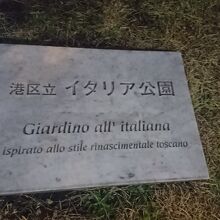 港区立 イタリア公園
Giardino all' italiana
ispirato allo stile rinascimentale toscano